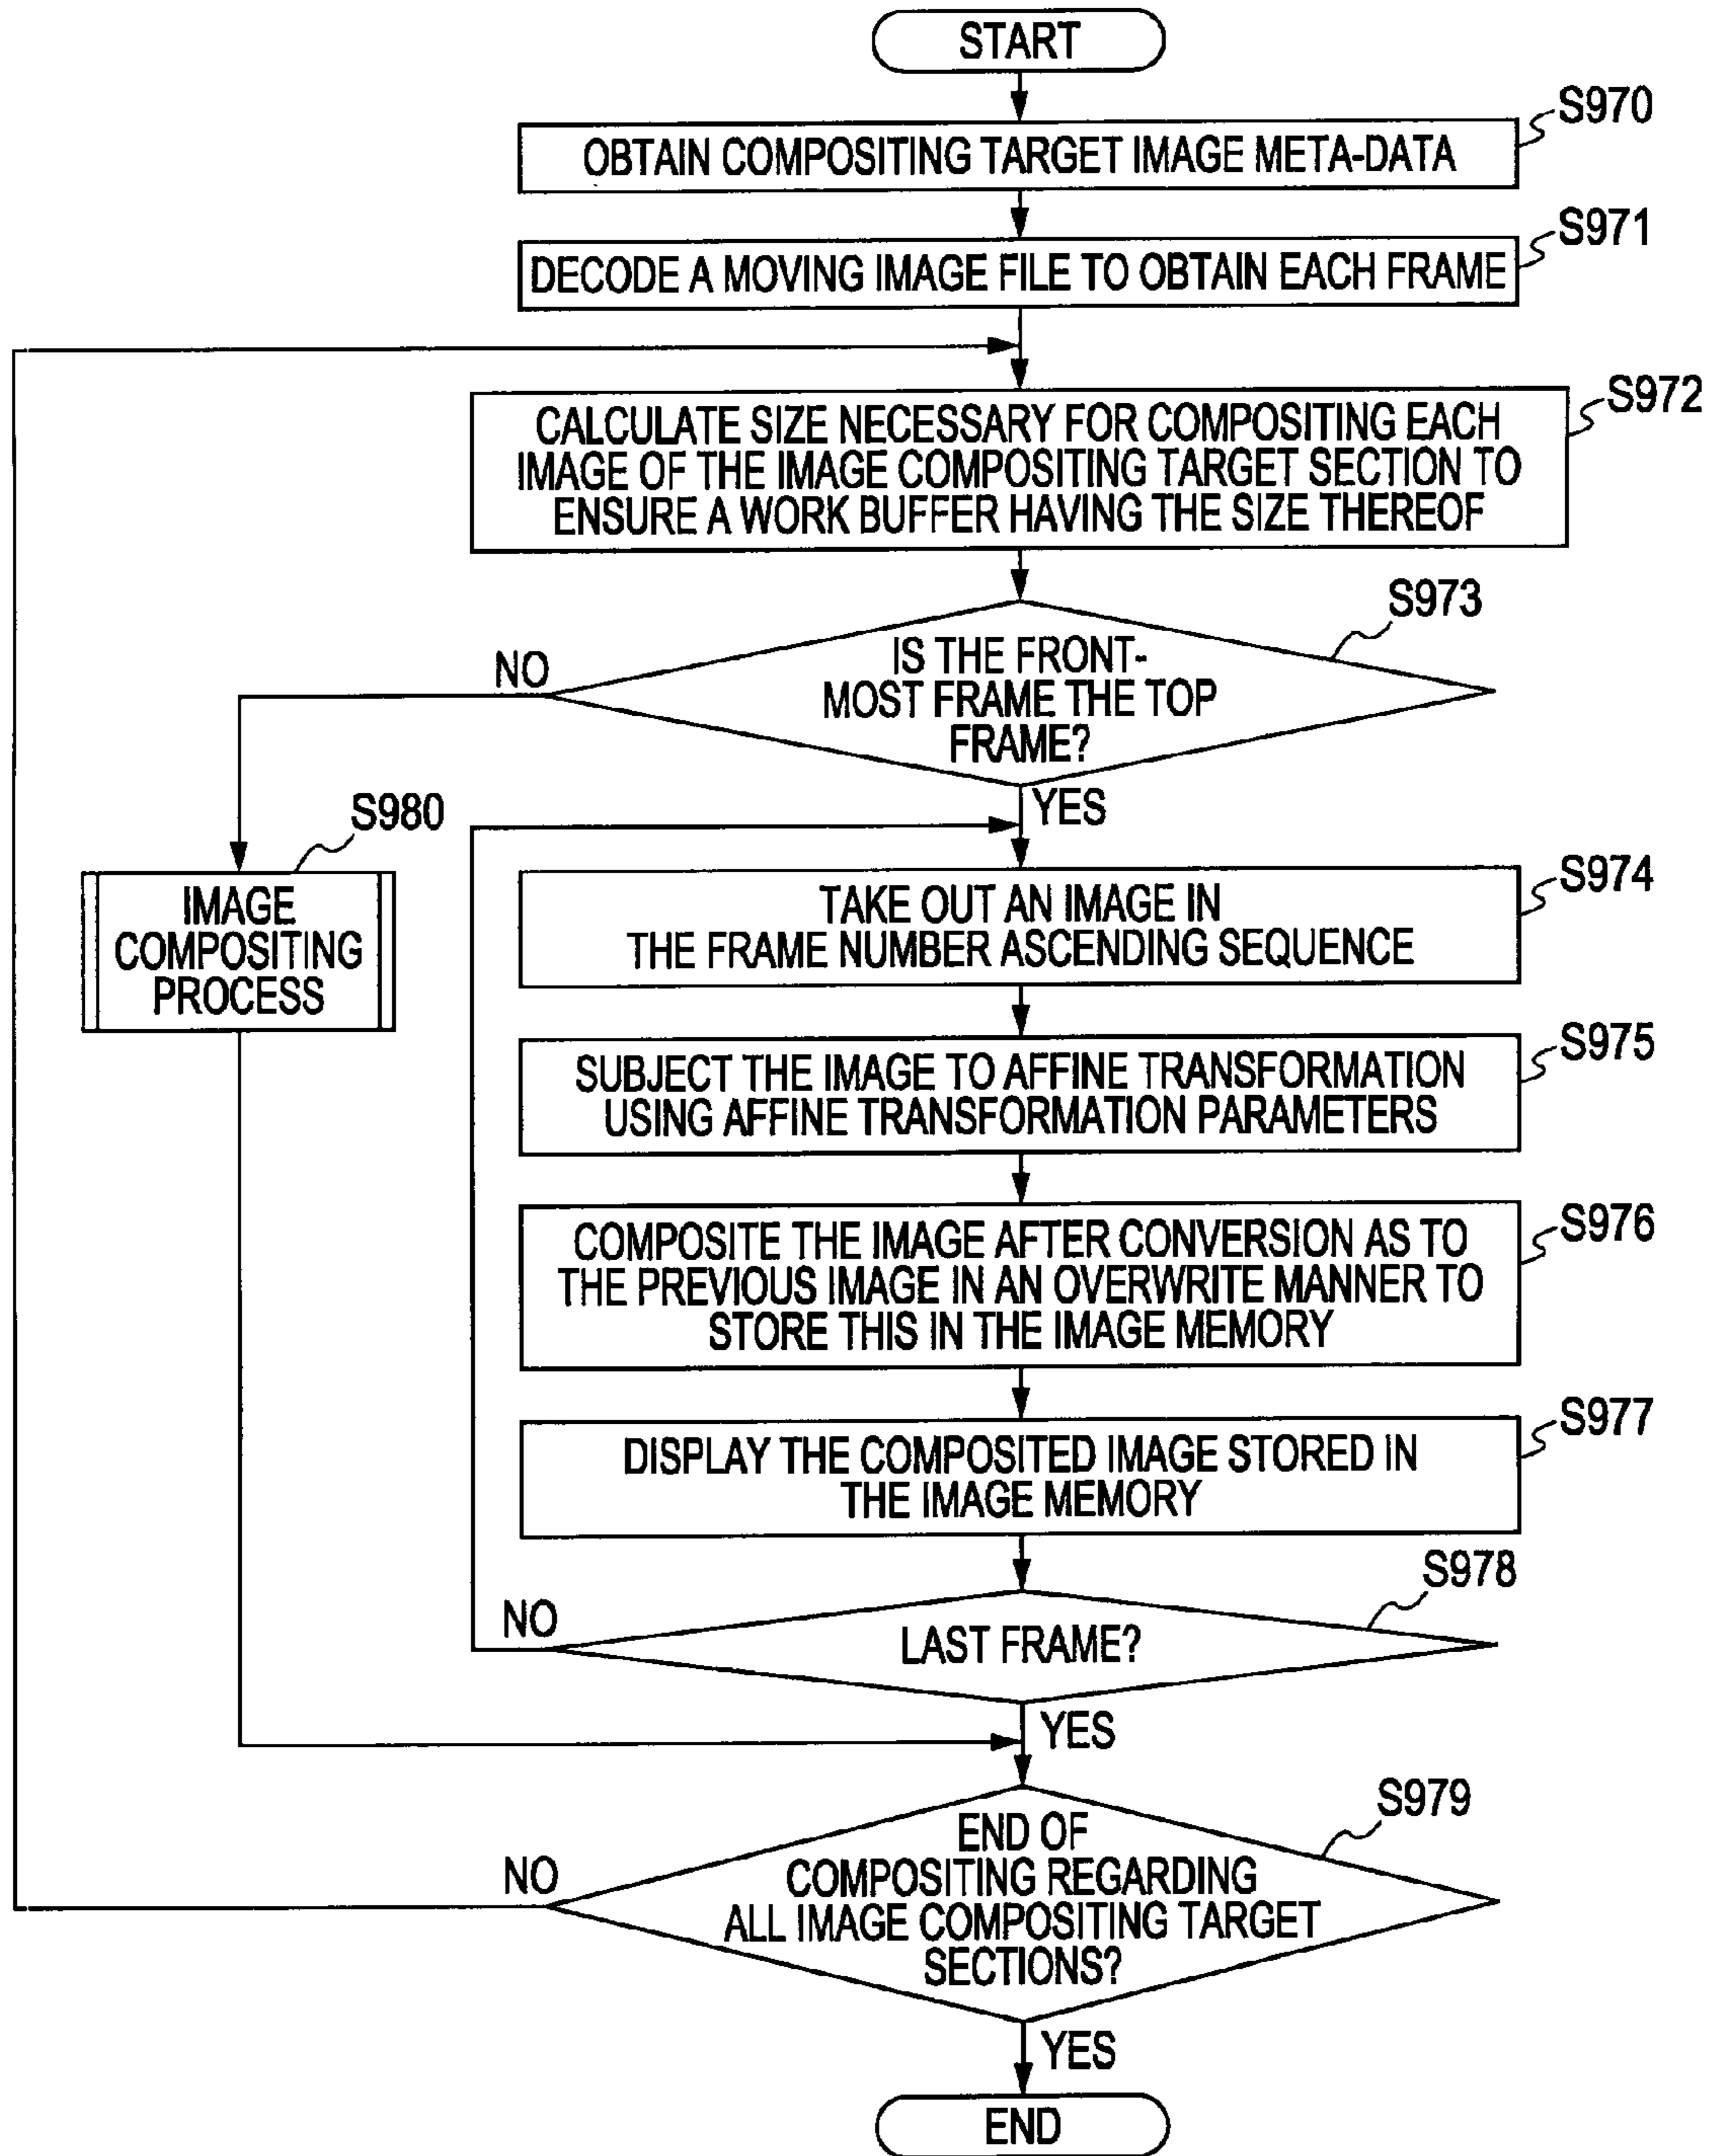 START
S970
OBTAIN COMPOSITING TARGET IMAGE META-DATA
S971
DECODE A MOVING IMAGE FILE TO OBTAIN EACH FRAME
S972
CALCULATE SIZE NECESSARY FOR COMPOSITING EACH
IMAGE OF THE IMAGE COMPOSITING TARGET SECTION TO
ENSURE A WORK BUFFER HAVING THE SIZE THEREOF
S973
IS THE FRONT-
MOST FRAME THE TOP
FRAME?
NO
YES
S980
IMAGE
COMPOSITING
PROCESS
S974
TAKE OUT AN IMAGE IN
THE FRAME NUMBER ASCENDING SEQUENCE
S975
SUBJECT THE IMAGE TO AFFINE TRANSFORMATION
USING AFFINE TRANSFORMATION PARAMETERS
S976
COMPOSITE THE IMAGE AFTER CONVERSION AS TO
THE PREVIOUS IMAGE IN AN OVERWRITE MANNER TO
STORE THIS IN THE IMAGE MEMORY
S977
DISPLAY THE COMPOSITED IMAGE STORED IN
THE IMAGE MEMORY
S978
NO
LAST FRAME?
YES
S979
END OF
COMPOSITING REGARDING
ALL IMAGE COMPOSITING TARGET
SECTIONS?
NO
YES
END